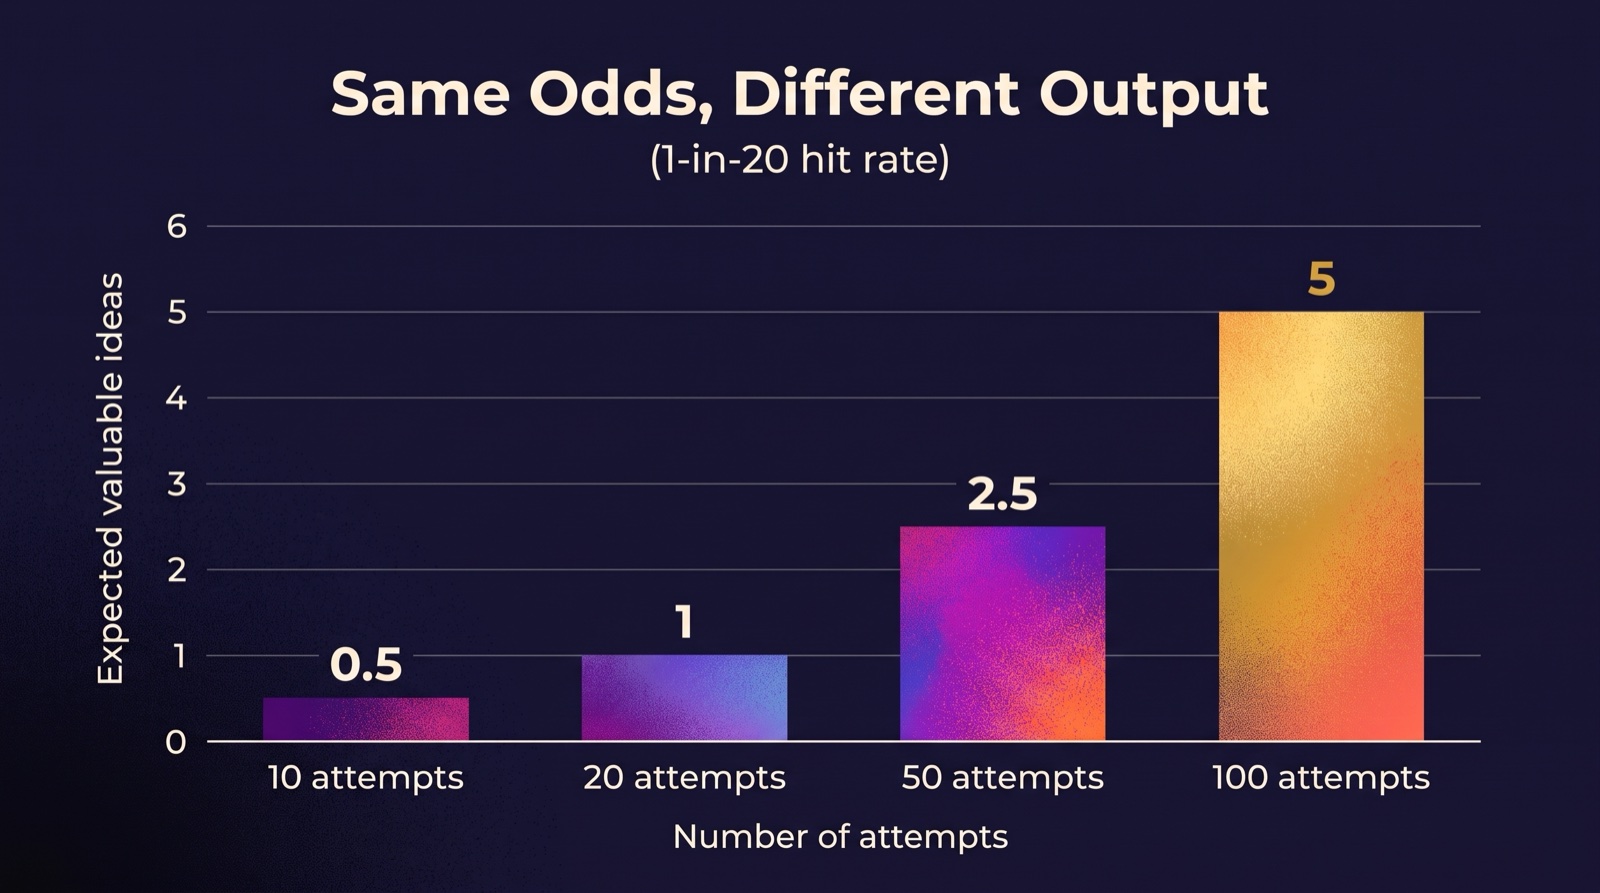 Same Odds, Different Output
(1-in-20 hit rate)
Expected valuable ideas
6
5
4
3
2
1
0
0.5
1
2.5
5
10 attempts
20 attempts
50 attempts
100 attempts
Number of attempts